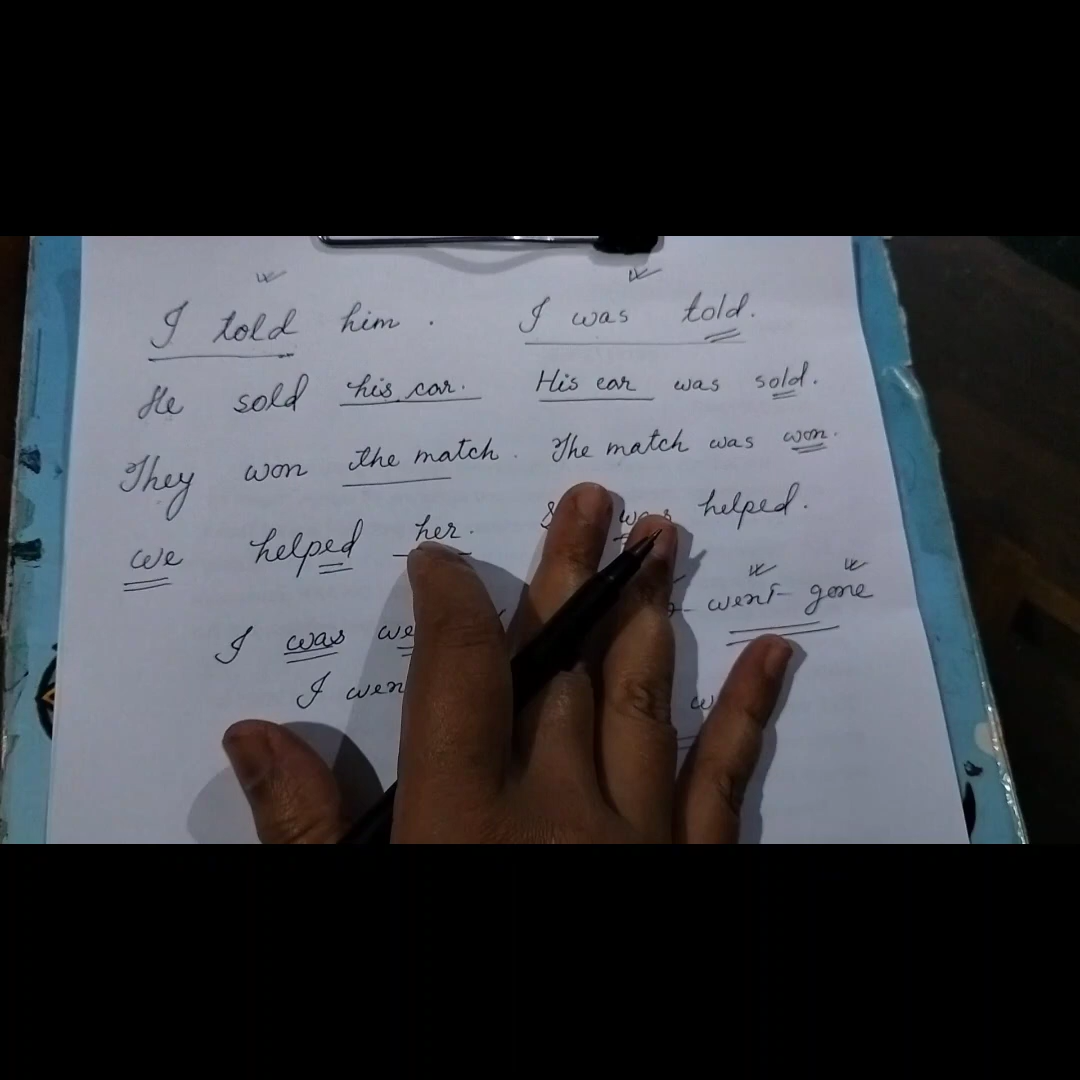 I told him. I was told.
He sold his car. His car was sold.
They won the match. The match was won.
we helped her. was helped.
went gone
I was
I